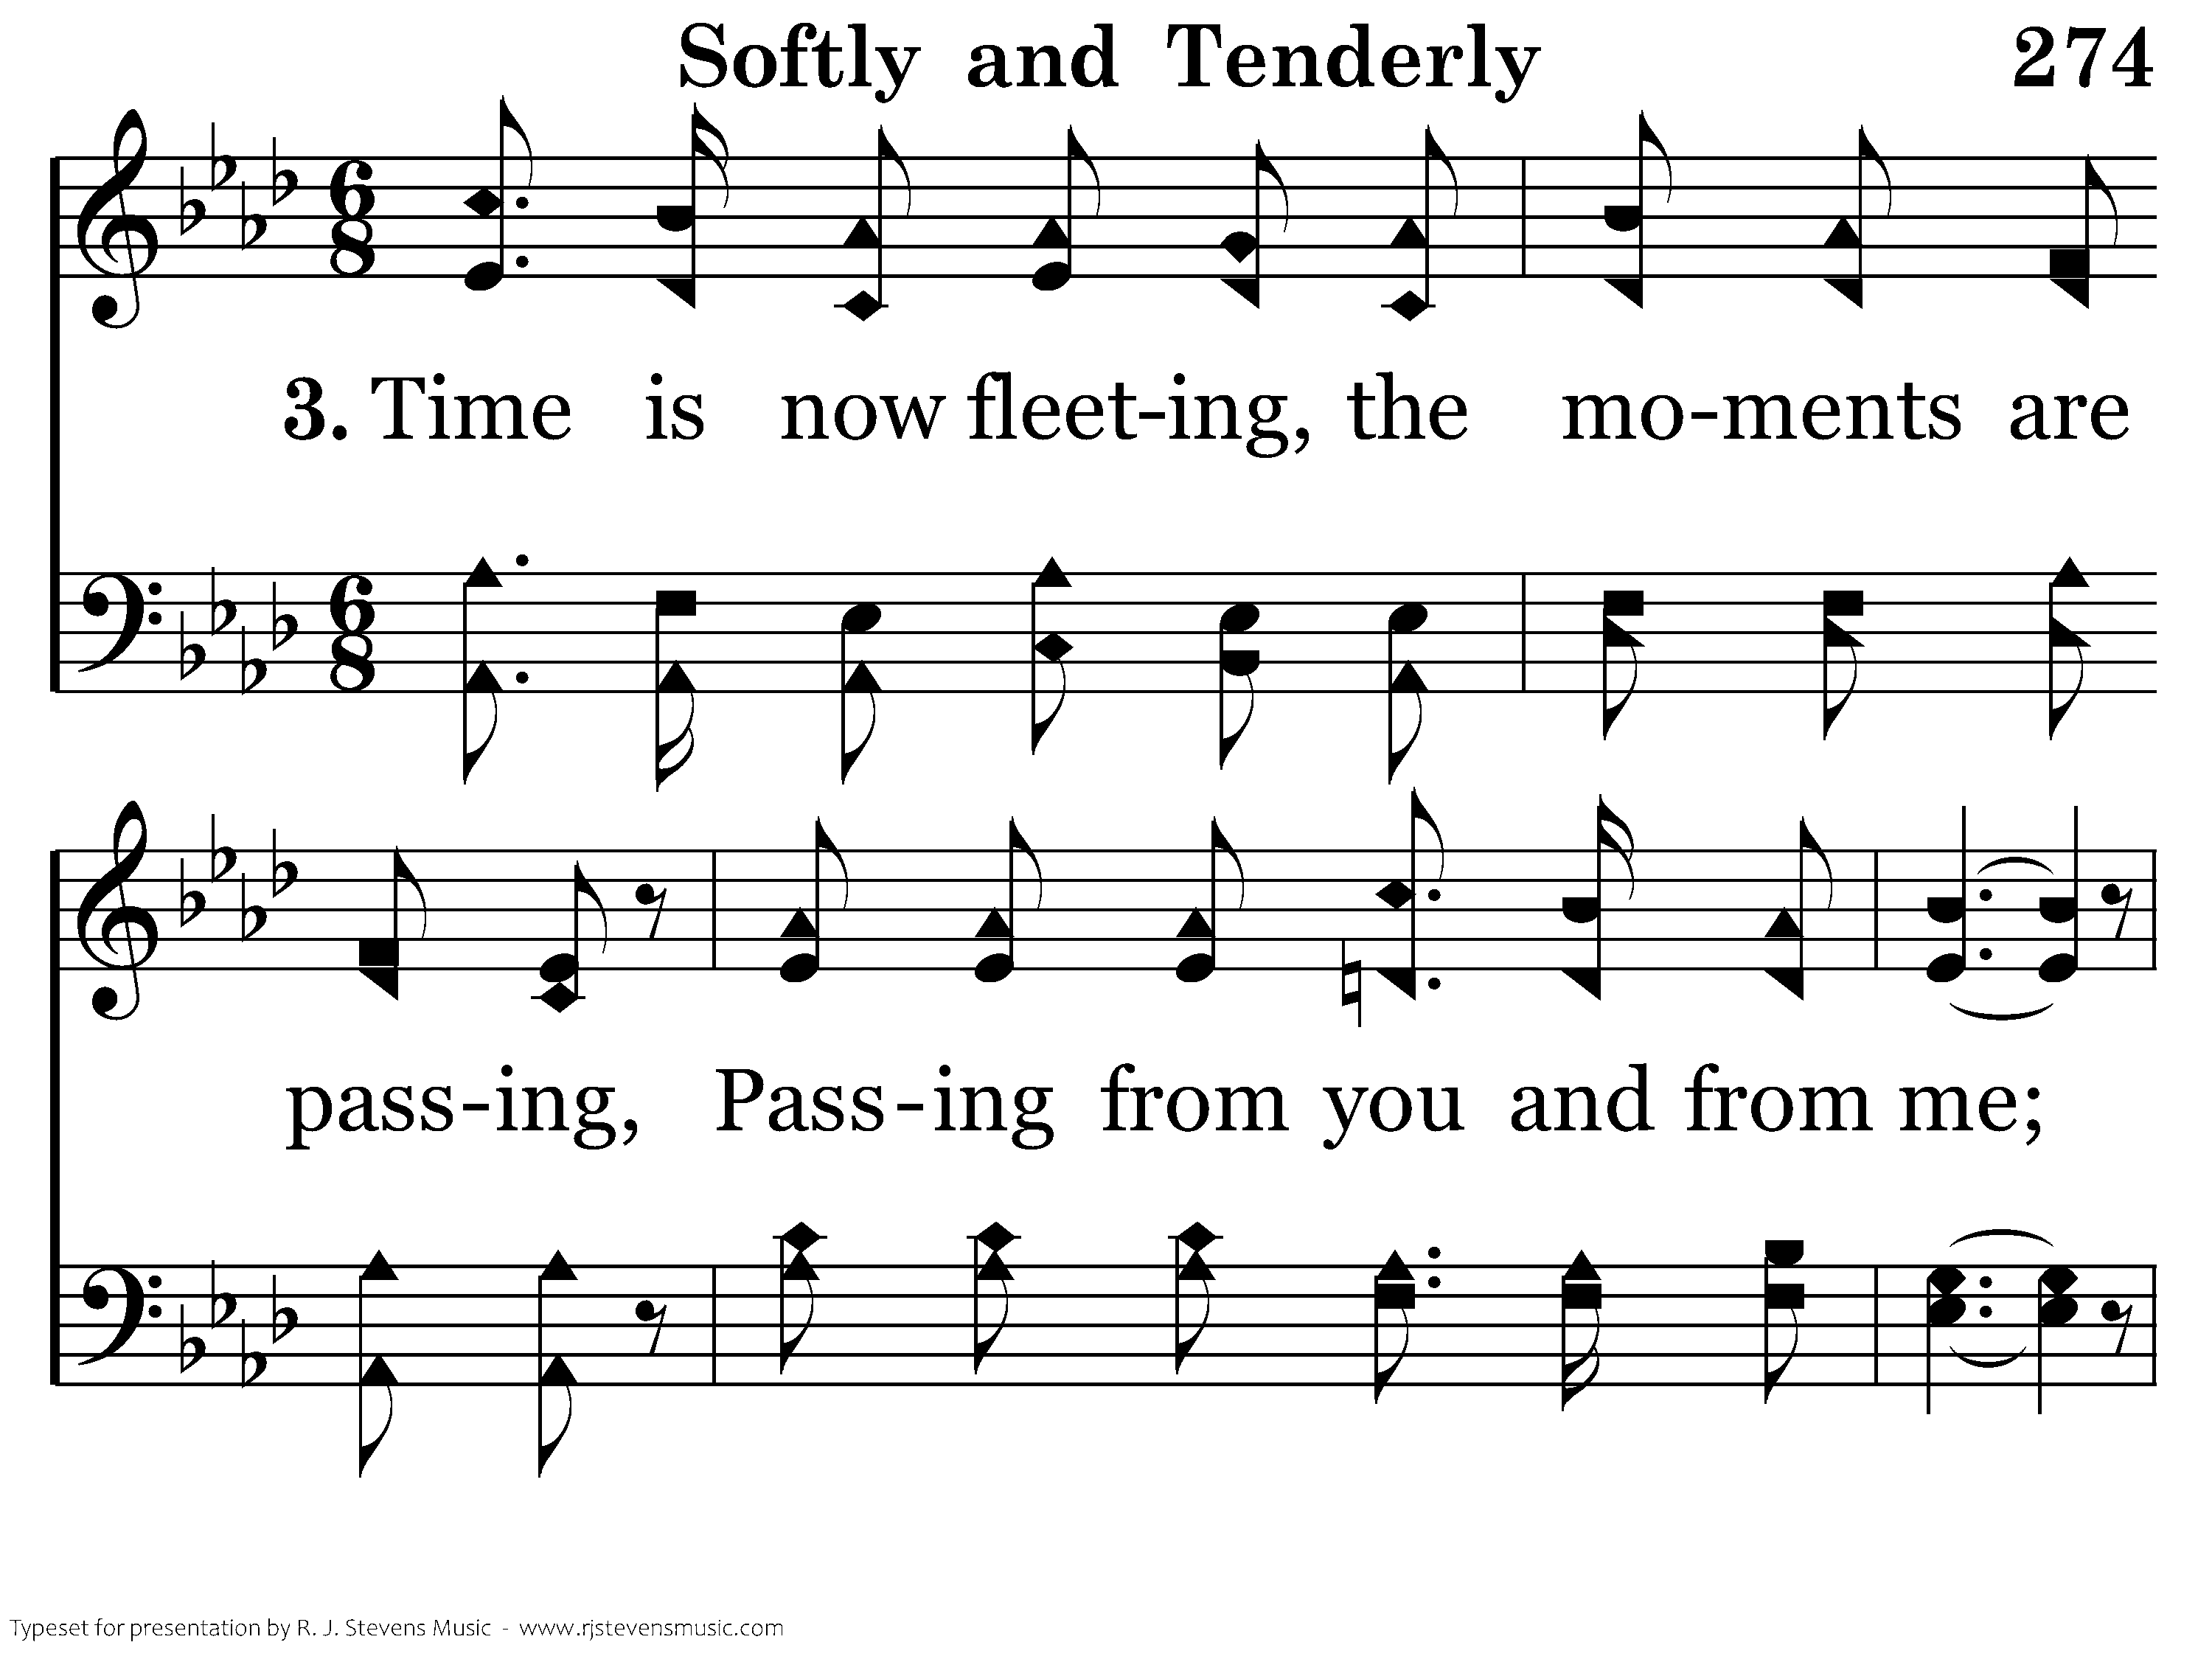 Softly and Tenderly 274
3. Time is now fleet-ing, the mo-ments are
pass-ing, Pass-ing from you and from me;
Typeset for presentation by R. J. Stevens Music - www.rjstevensmusic.com